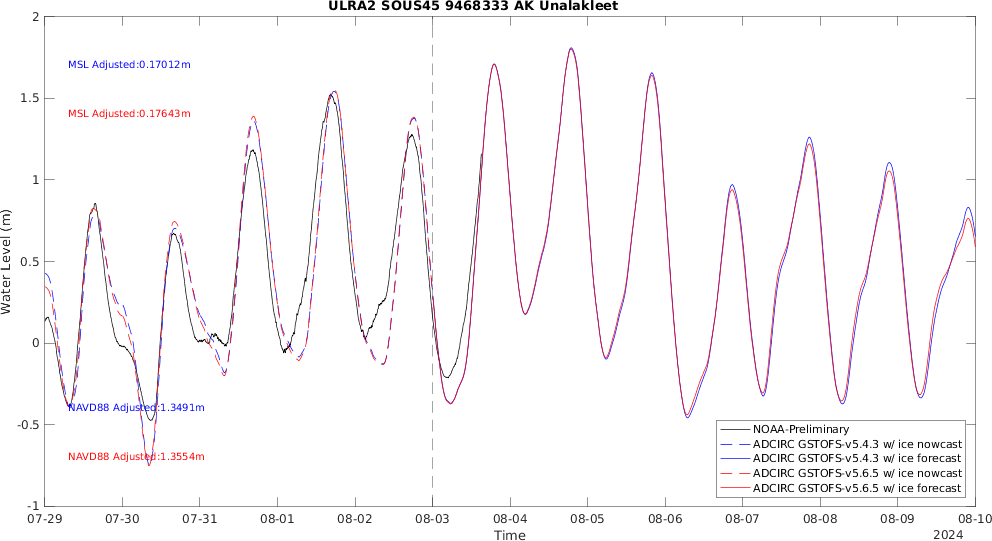 ULRA2 SOUS45 9468333 AK Unalakleet
2
1.5
1
0.5
0
-0.5
-1
Water Level (m)
MSL Adjusted:0.17012m
MSL Adjusted:0.17643m
NAVD88 Adjusted:1.3491m
NAVD88 Adjusted:1.3554m
NOAA-Preliminary
ADCIRC GSTOFS-v5.4.3 w/ ice nowcast
ADCIRC GSTOFS-v5.4.3 w/ ice forecast
ADCIRC GSTOFS-v5.6.5 w/ ice nowcast
ADCIRC GSTOFS-v5.6.5 w/ ice forecast
07-29 07-30 07-31 08-01 08-02 08-03 08-04 08-05 08-06 08-07 08-08 08-09 08-10
Time
2024